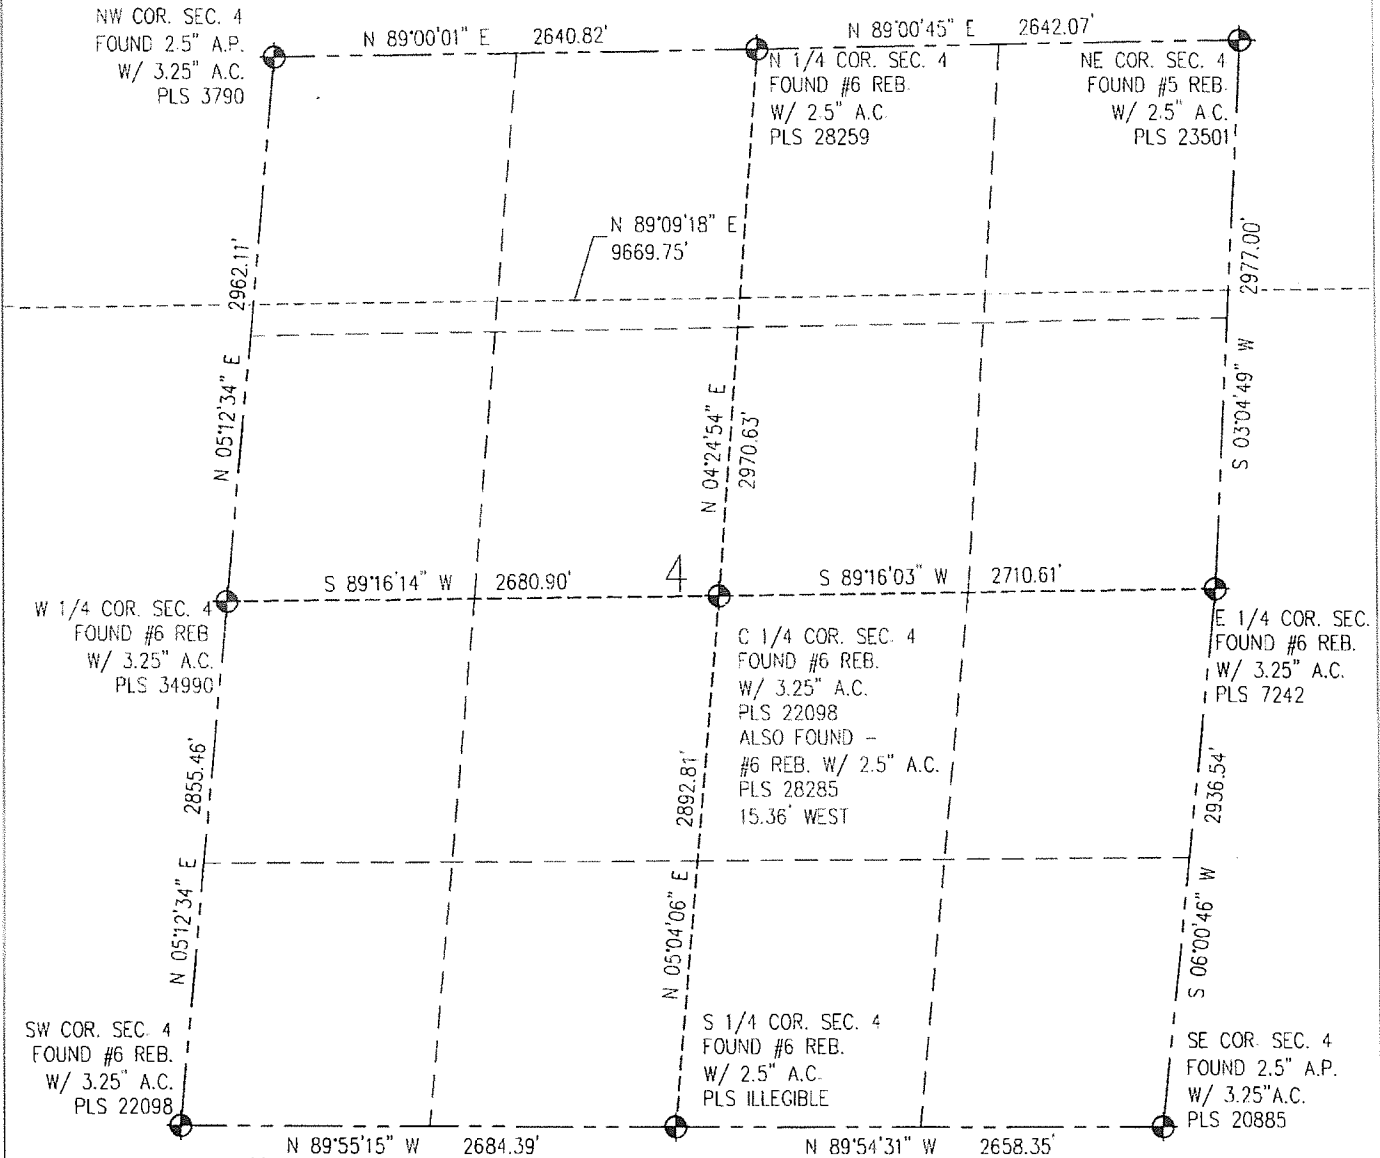 NW COR. SEC. 4
FOUND 2.5" A.P.
W/ 3.25" A.C.
PLS 3790
N 89°00'01" E 2640.82'
N 89°00'45" E 2642.07'
N 1/4 COR. SEC. 4
FOUND #6 REB.
W/ 2.5" A.C.
PLS 28259
NE COR. SEC. 4
FOUND #5 REB.
W/ 2.5" A.C.
PLS 23501
N 89°09'18" E
9669.75'
2962.11'
N 05°12'34" E
N 04°24'54" E
2970.63'
2977.00'
S 03°04'49" W
S 89°16'14" W 2680.90'
4
S 89°16'03" W 2710.61'
W 1/4 COR. SEC. 4
FOUND #6 REB
W/ 3.25" A.C.
PLS 34990
C 1/4 COR. SEC. 4
FOUND #6 REB.
W/ 3.25" A.C.
PLS 22098
ALSO FOUND -
#6 REB. W/ 2.5" A.C.
PLS 28285
15.36' WEST
E 1/4 COR. SEC.
FOUND #6 REB.
W/ 3.25" A.C.
PLS 7242
2855.46'
N 05°12'34" E
2892.81'
N 05°04'06" E
2936.54'
S 06°00'46" W
SW COR. SEC. 4
FOUND #6 REB.
W/ 3.25" A.C.
PLS 22098
S 1/4 COR. SEC. 4
FOUND #6 REB.
W/ 2.5" A.C.
PLS ILLEGIBLE
SE COR. SEC. 4
FOUND 2.5" A.P.
W/ 3.25"A.C.
PLS 20885
N 89°55'15" W 2684.39'
N 89°54'31" W 2658.35'